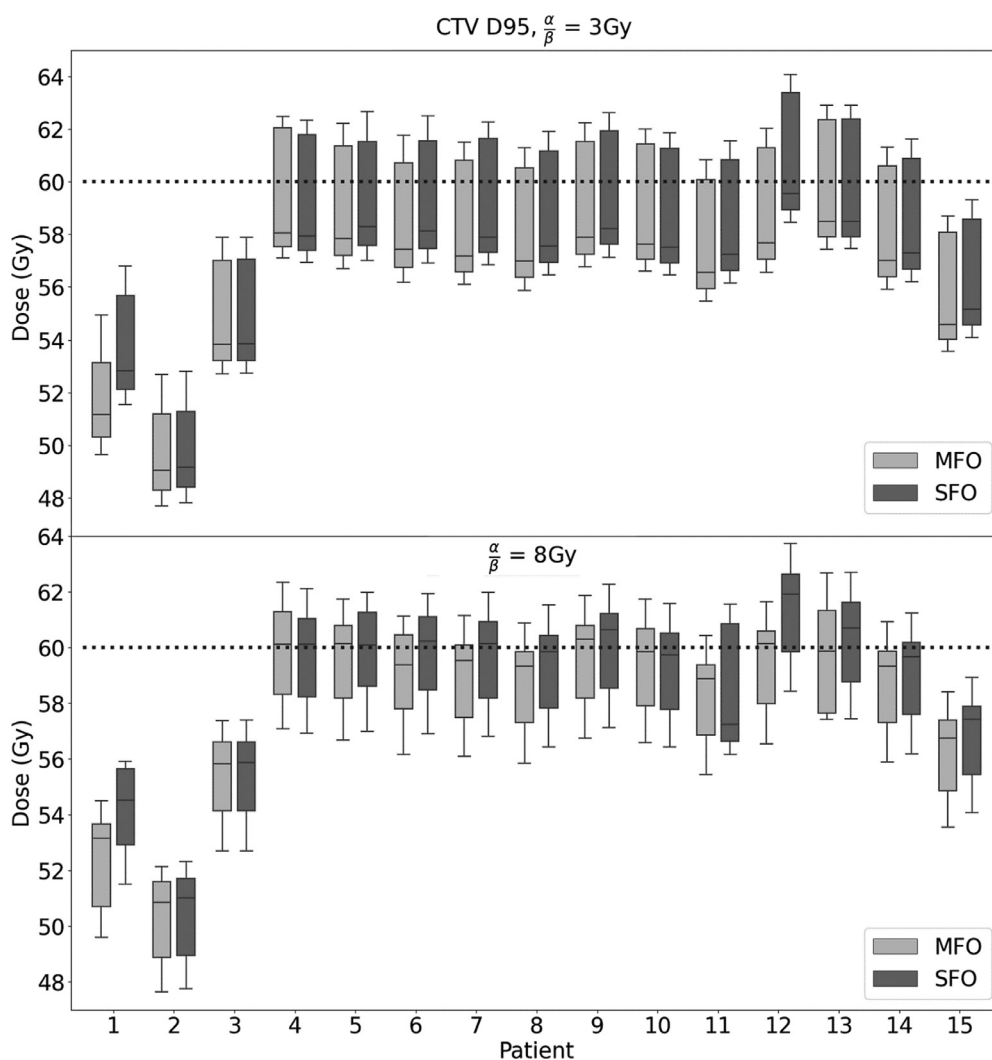 CTV D95, α/β = 3Gy
64
62
60
58
56
54
52
50
48
Dose (Gy)
MFO
SFO
α/β = 8Gy
64
62
60
58
56
54
52
50
48
Dose (Gy)
MFO
SFO
1 2 3 4 5 6 7 8 9 10 11 12 13 14 15
Patient